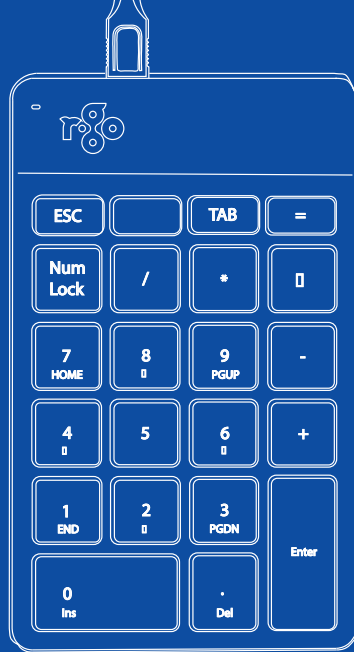 rgo
ESC TAB =
Num
Lock / * ▯
7 8 9 -
HOME ▯ PGUP
4 5 6 +
▯ ▯
1 2 3
END ▯ PGDN
Enter
0 .
Ins Del